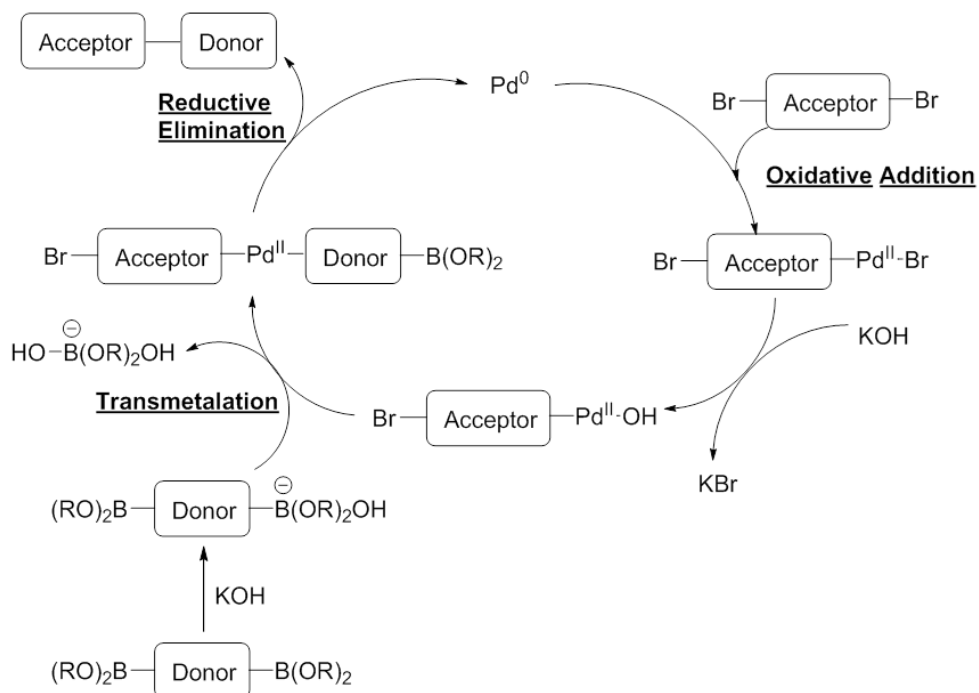 Acceptor Donor
Pd⁰
Br Acceptor Br
Reductive
Elimination
Oxidative Addition
Br Acceptor Pdᴵᴵ Donor B(OR)₂
Br Acceptor Pdᴵᴵ-Br
HO-B⊖(OR)₂OH
KOH
Transmetalation
Br Acceptor Pdᴵᴵ-OH
KBr
(RO)₂B Donor B⊖(OR)₂OH
KOH
(RO)₂B Donor B(OR)₂